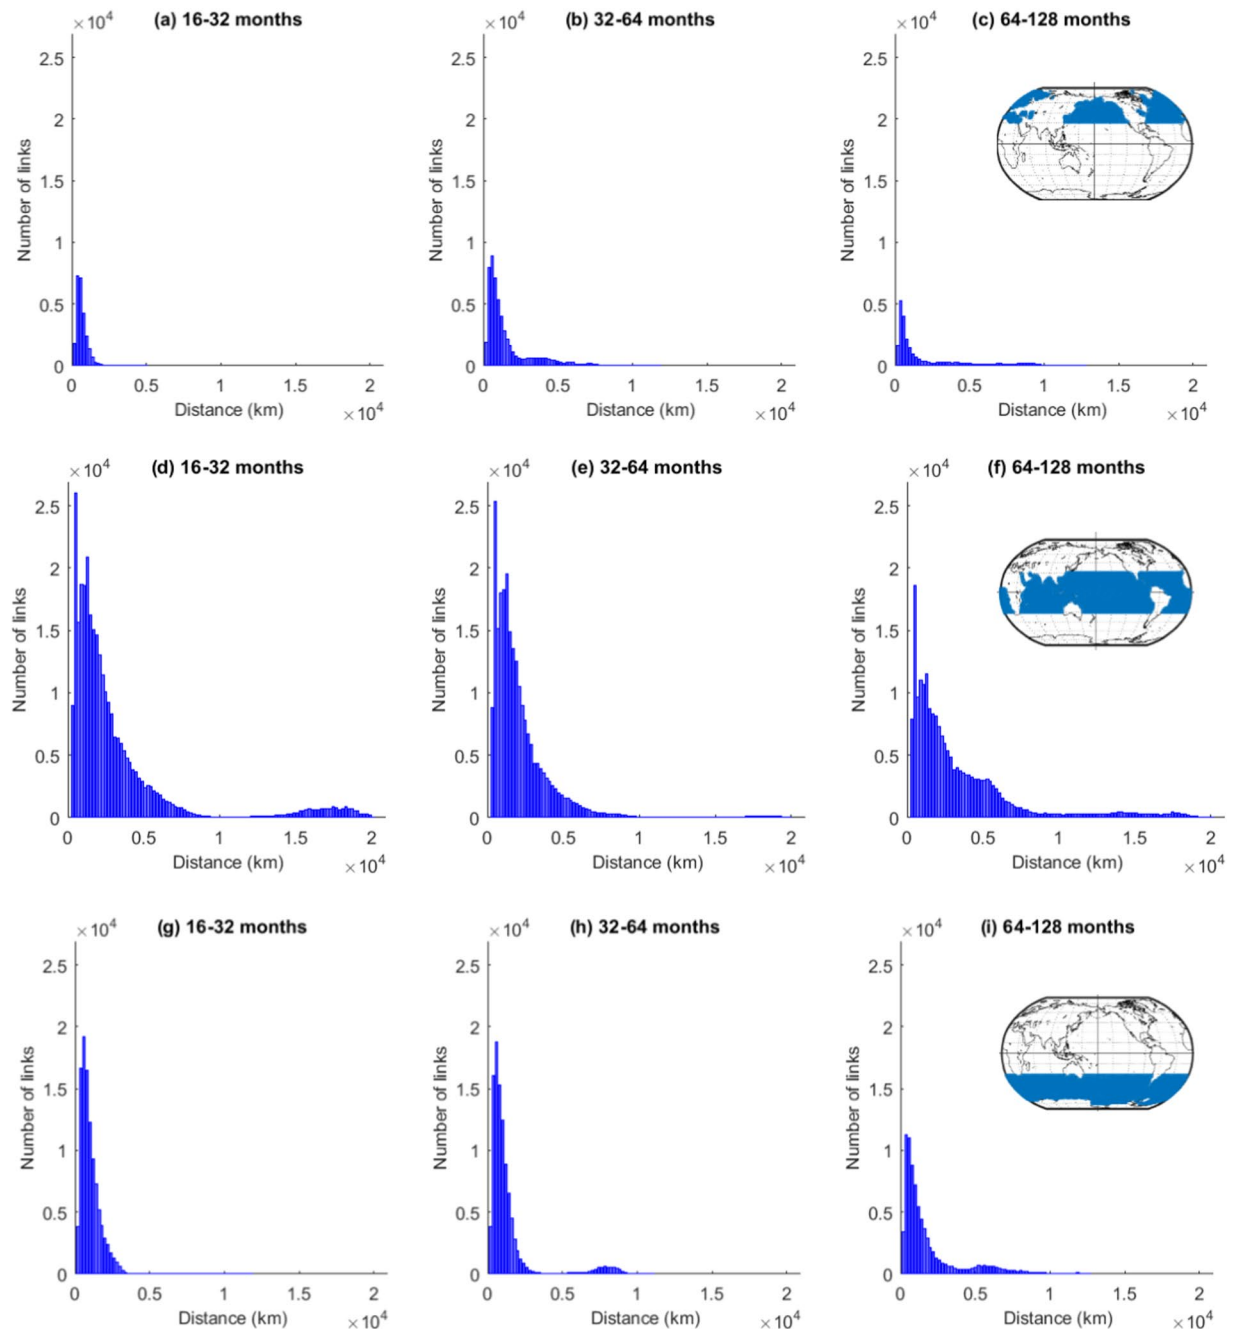 ×10⁴ (a) 16-32 months
2.5
2
1.5
1
0.5
0
Number of links
0 0.5 1 1.5 2
Distance (km) ×10⁴
×10⁴ (b) 32-64 months
2.5
2
1.5
1
0.5
0
Number of links
0 0.5 1 1.5 2
Distance (km) ×10⁴
×10⁴ (c) 64-128 months
2.5
2
1.5
1
0.5
0
Number of links
0 0.5 1 1.5 2
Distance (km) ×10⁴
×10⁴ (d) 16-32 months
2.5
2
1.5
1
0.5
0
Number of links
0 0.5 1 1.5 2
Distance (km) ×10⁴
×10⁴ (e) 32-64 months
2.5
2
1.5
1
0.5
0
Number of links
0 0.5 1 1.5 2
Distance (km) ×10⁴
×10⁴ (f) 64-128 months
2.5
2
1.5
1
0.5
0
Number of links
0 0.5 1 1.5 2
Distance (km) ×10⁴
×10⁴ (g) 16-32 months
2.5
2
1.5
1
0.5
0
Number of links
0 0.5 1 1.5 2
Distance (km) ×10⁴
×10⁴ (h) 32-64 months
2.5
2
1.5
1
0.5
0
Number of links
0 0.5 1 1.5 2
Distance (km) ×10⁴
×10⁴ (i) 64-128 months
2.5
2
1.5
1
0.5
0
Number of links
0 0.5 1 1.5 2
Distance (km) ×10⁴